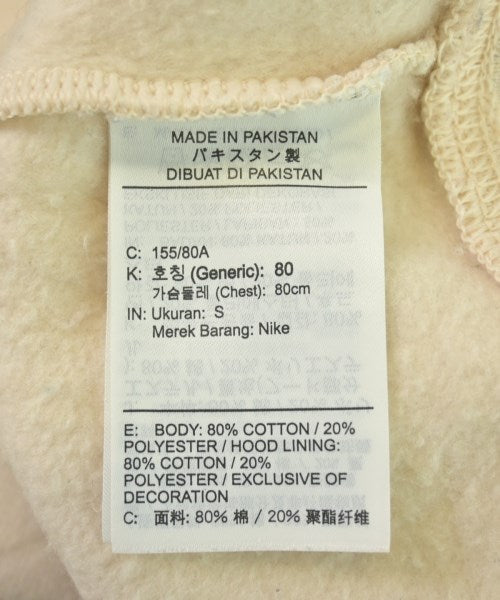 MADE IN PAKISTAN
パキスタン製
DIBUAT DI PAKISTAN
C: 155/80A
K: 호칭 (Generic): 80
가슴둘레 (Chest): 80cm
IN: Ukuran: S
Merek Barang: Nike
E: BODY: 80% COTTON / 20%
POLYESTER / HOOD LINING:
80% COTTON / 20%
POLYESTER / EXCLUSIVE OF
DECORATION
C: 面料: 80% 棉 / 20% 聚酯纤维